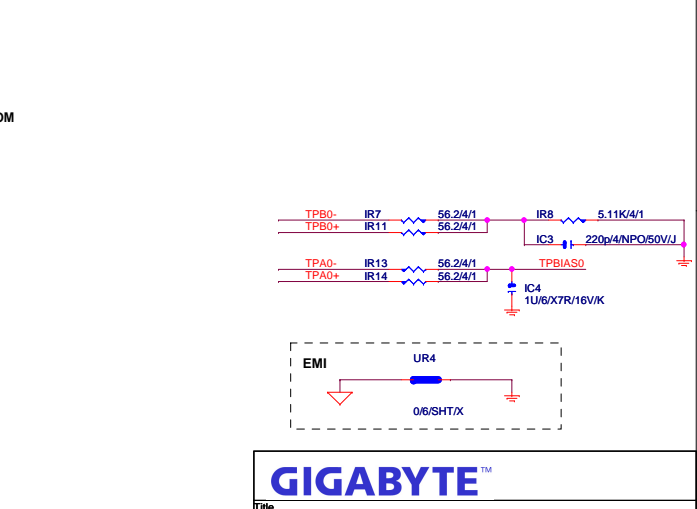 OM
TPB0- IR7 56.2/4/1 IR8 5.11K/4/1
TPB0+ IR11 56.2/4/1
IC3 220p/4/NPO/50V/J
TPA0- IR13 56.2/4/1 TPBIAS0
TPA0+ IR14 56.2/4/1
IC4
1U/6/X7R/16V/K
EMI UR4
0/6/SHT/X
GIGABYTE™
Title